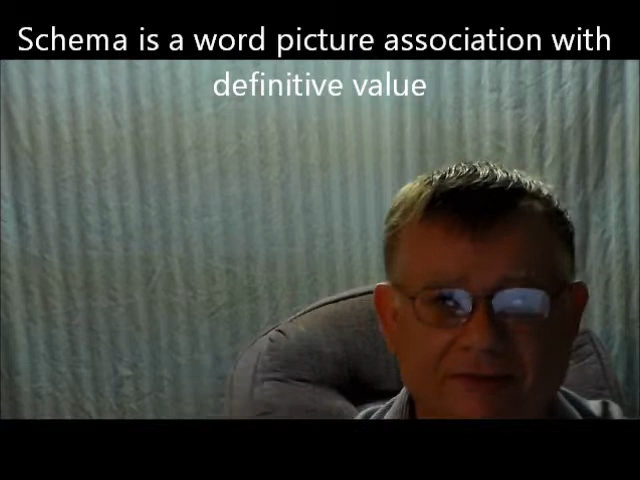 Schema is a word picture association with
definitive value